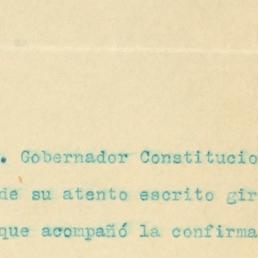 . Gobernador Constitucio
de su atento escrito gir
que acompañó la confirma